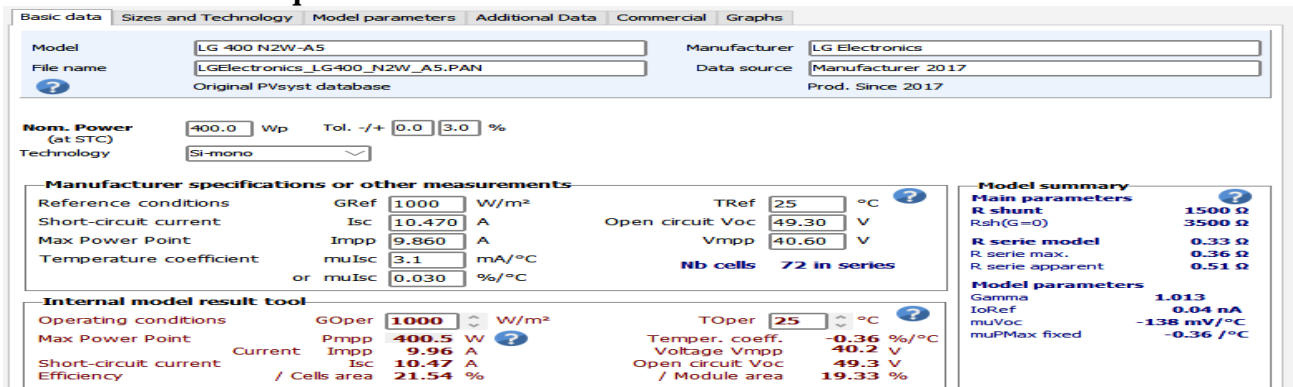 Basic data Sizes and Technology Model parameters Additional Data Commercial Graphs
Model LG 400 N2W-A5 Manufacturer LG Electronics
File name LGElectronics_LG400_N2W_A5.PAN Data source Manufacturer 2017
? Original PVsyst database Prod. Since 2017
Nom. Power 400.0 Wp Tol. -/+ 0.0 3.0 %
(at STC)
Technology Si-mono
Manufacturer specifications or other measurements
Reference conditions GRef 1000 W/m² TRef 25 °C ?
Short-circuit current Isc 10.470 A Open circuit Voc 49.30 V
Max Power Point Impp 9.860 A Vmpp 40.60 V
Temperature coefficient muIsc 3.1 mA/°C Nb cells 72 in series
or muIsc 0.030 %/°C
Internal model result tool
Operating conditions GOper 1000 W/m² TOper 25 °C ?
Max Power Point Pmpp 400.5 W ? Temper. coeff. -0.36 %/°C
Current Impp 9.96 A Voltage Vmpp 40.2 V
Short-circuit current Isc 10.47 A Open circuit Voc 49.3 V
Efficiency / Cells area 21.54 % / Module area 19.33 %
Model summary
Main parameters ?
R shunt 1500 Ω
Rsh(G=0) 3500 Ω
R serie model 0.33 Ω
R serie max. 0.36 Ω
R serie apparent 0.51 Ω
Model parameters
Gamma 1.013
IoRef 0.04 nA
muVoc -138 mV/°C
muPMax fixed -0.36 /°C